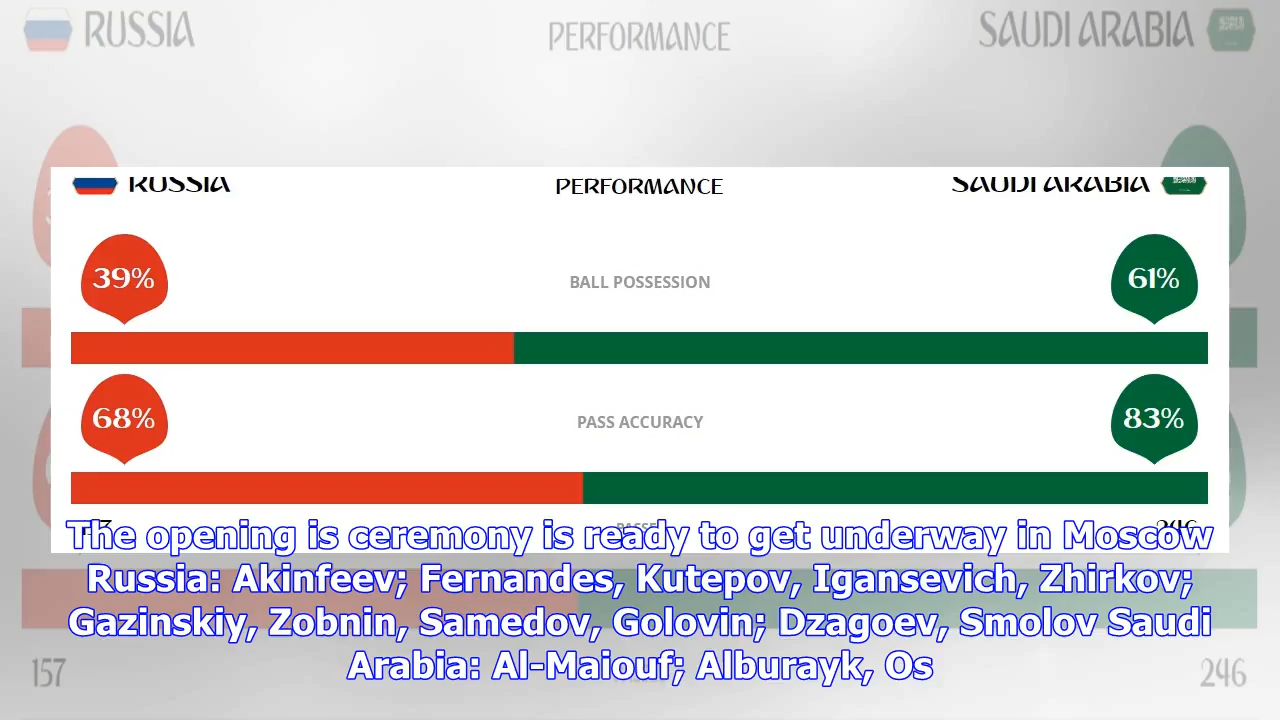 RUSSIA PERFORMANCE SAUDI ARABIA
RUSSIA PERFORMANCE SAUDI ARABIA
39% BALL POSSESSION 61%
68% PASS ACCURACY 83%
The opening is ceremony is ready to get underway in Moscow
Russia: Akinfeev; Fernandes, Kutepov, Igansevich, Zhirkov;
Gazinskiy, Zobnin, Samedov, Golovin; Dzagoev, Smolov Saudi
Arabia: Al-Maiouf; Alburayk, Os
157 246